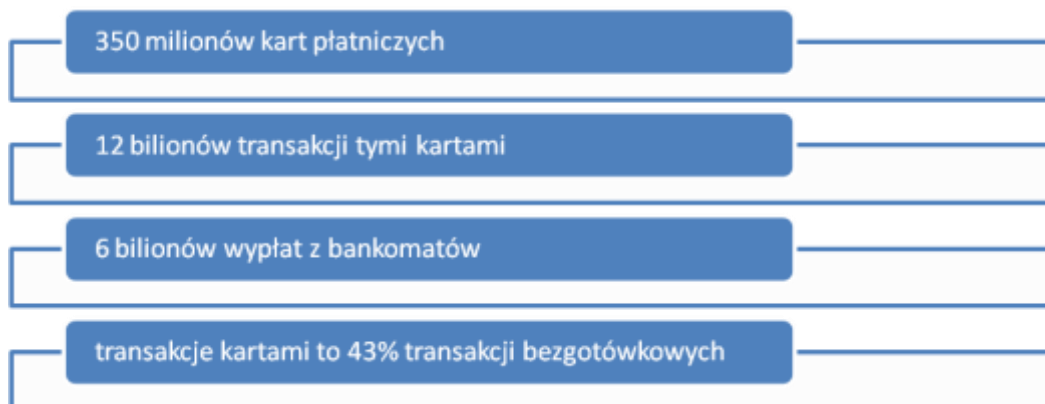 350 milionów kart płatniczych
12 bilionów transakcji tymi kartami
6 bilionów wypłat z bankomatów
transakcje kartami to 43% transakcji bezgotówkowych